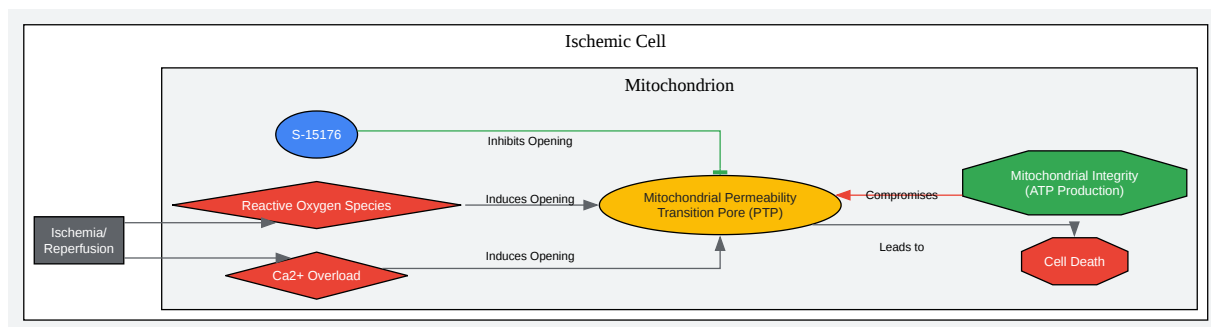 Ischemic Cell
Mitochondrion
S-15176
Inhibits Opening
Reactive Oxygen Species
Induces Opening
Mitochondrial Permeability
Transition Pore (PTP)
Compromises
Mitochondrial Integrity
(ATP Production)
Ischemia/
Reperfusion
Ca2+ Overload
Induces Opening
Leads to
Cell Death